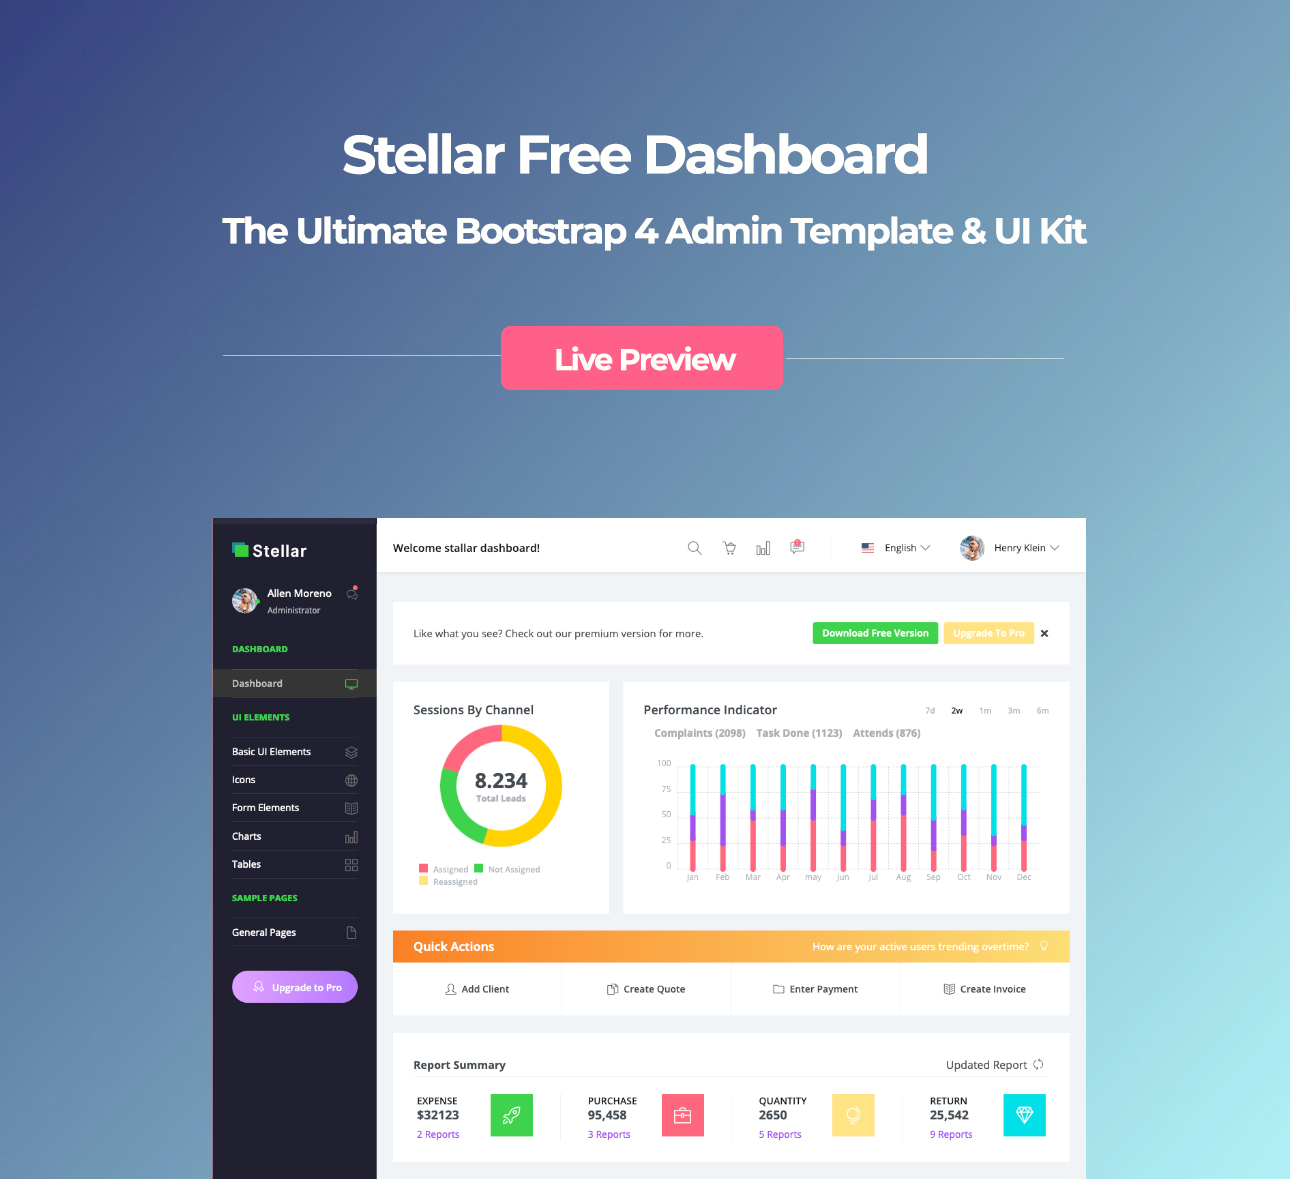 Stellar Free Dashboard
The Ultimate Bootstrap 4 Admin Template & UI Kit
Live Preview
Stellar
Welcome stallar dashboard!
English
Henry Klein
Allen Moreno
Administrator
DASHBOARD
Dashboard
UI ELEMENTS
Basic UI Elements
Icons
Form Elements
Charts
Tables
SAMPLE PAGES
General Pages
Upgrade to Pro
Like what you see? Check out our premium version for more.
Download Free Version
Upgrade To Pro
Sessions By Channel
8.234
Total Leads
Assigned
Not Assigned
Reassigned
Performance Indicator
7d 2w 1m 3m 6m
Complaints (2098) Task Done (1123) Attends (876)
100
75
50
25
0
Jan Feb Mar Apr may Jun Jul Aug Sep Oct Nov Dec
Quick Actions
How are your active users trending overtime?
Add Client
Create Quote
Enter Payment
Create Invoice
Report Summary
Updated Report
EXPENSE
$32123
2 Reports
PURCHASE
95,458
3 Reports
QUANTITY
2650
5 Reports
RETURN
25,542
9 Reports